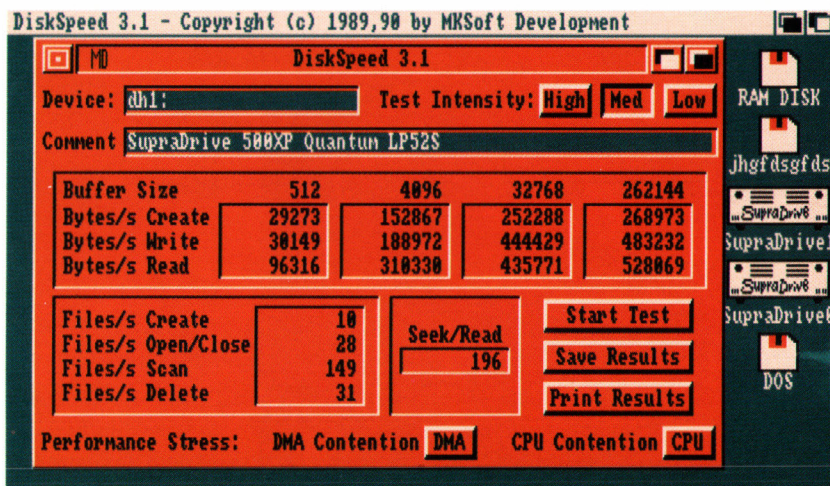 DiskSpeed 3.1 - Copyright (c) 1989,90 by MKSoft Development
MD DiskSpeed 3.1
Device: dh1: Test Intensity: High Med Low
Comment SupraDrive 500XP Quantum LP52S
Buffer Size 512 4096 32768 262144
Bytes/s Create 29273 152867 252288 268973
Bytes/s Write 30149 188972 444429 483232
Bytes/s Read 96316 310330 435771 528069
Files/s Create 10
Files/s Open/Close 28
Files/s Scan 149
Files/s Delete 31
Seek/Read
196
Start Test
Save Results
Print Results
Performance Stress: DMA Contention DMA CPU Contention CPU
RAM DISK
jhgfdsgfds
SupraDrive
SupraDrive
SupraDrive
SupraDrive
DOS